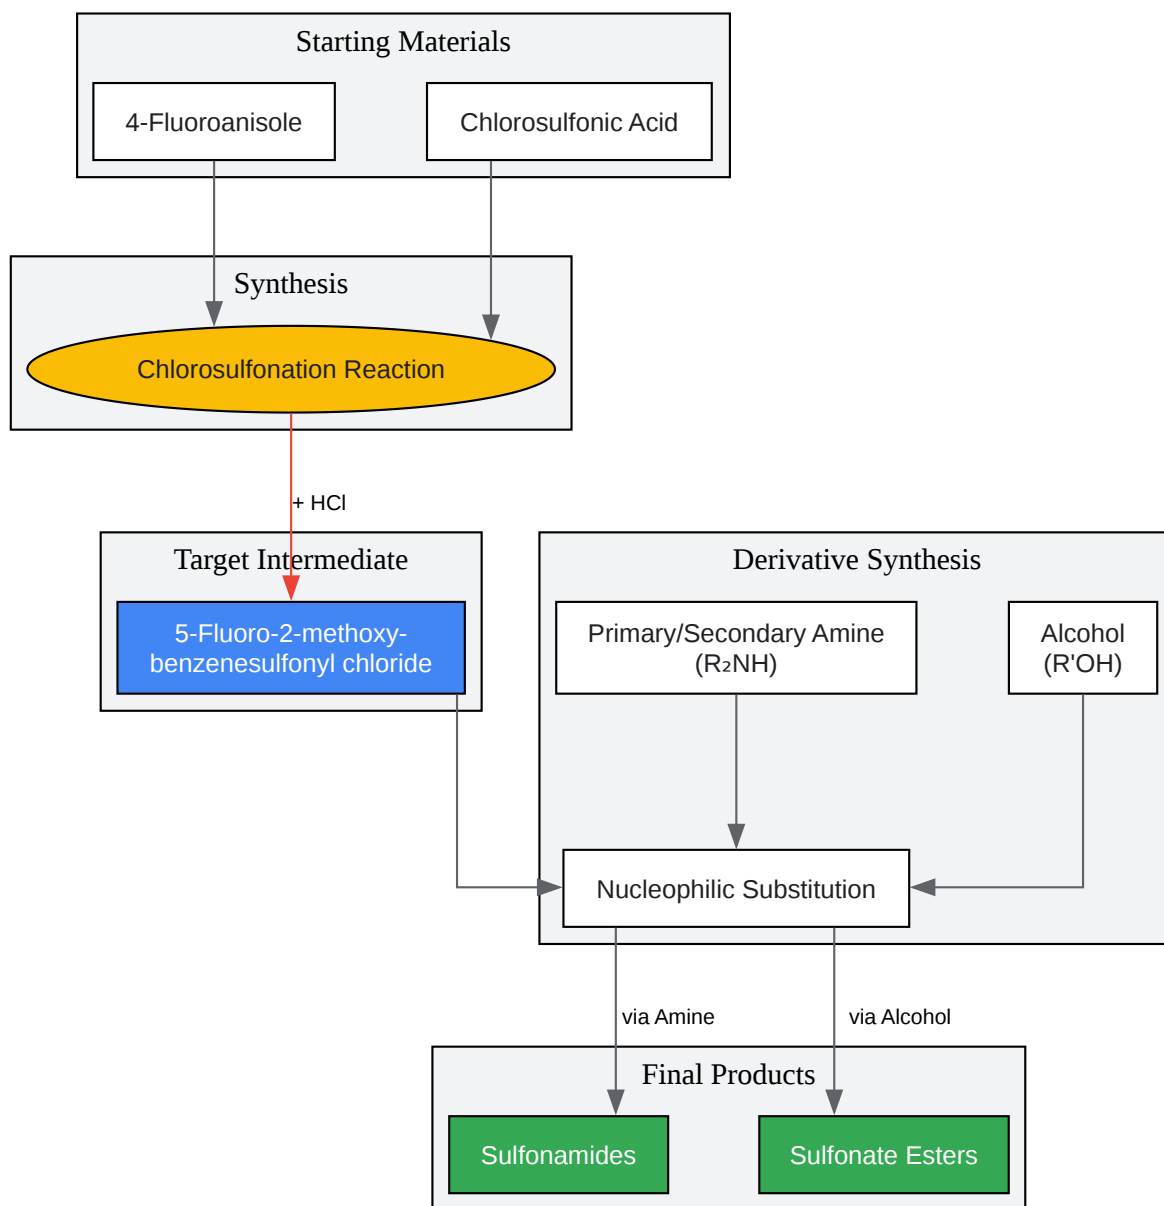 Starting Materials
4-Fluoroanisole
Chlorosulfonic Acid
Synthesis
Chlorosulfonation Reaction
+ HCl
Target Intermediate
5-Fluoro-2-methoxy-
benzenesulfonyl chloride
Derivative Synthesis
Primary/Secondary Amine
(R₂NH)
Alcohol
(R'OH)
Nucleophilic Substitution
via Amine
via Alcohol
Final Products
Sulfonamides
Sulfonate Esters